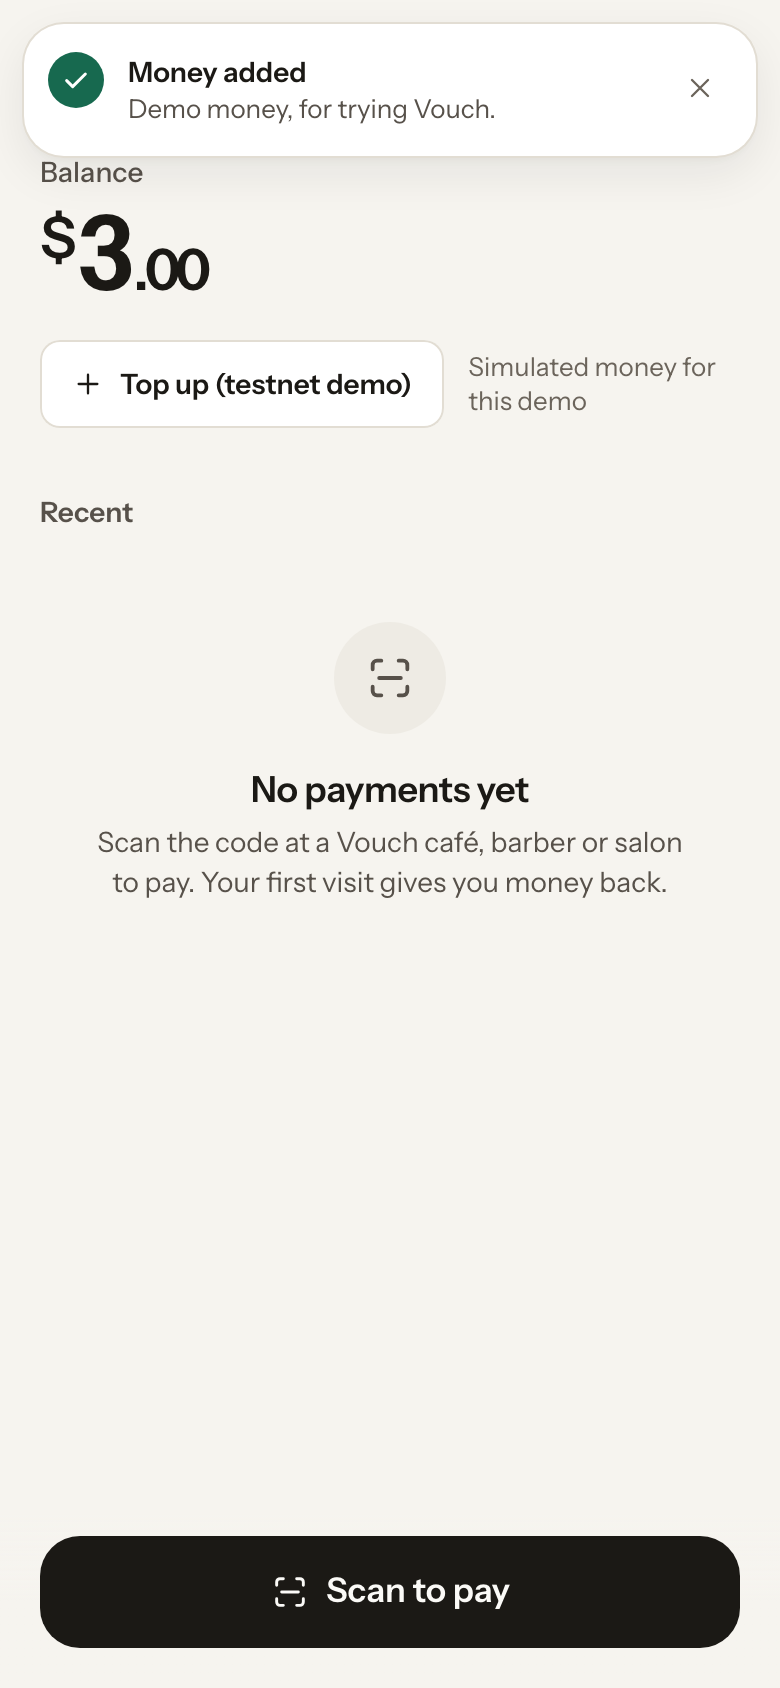 Money added
Demo money, for trying Vouch.
Balance
$3.00
Top up (testnet demo)
Simulated money for
this demo
Recent
No payments yet
Scan the code at a Vouch café, barber or salon
to pay. Your first visit gives you money back.
Scan to pay